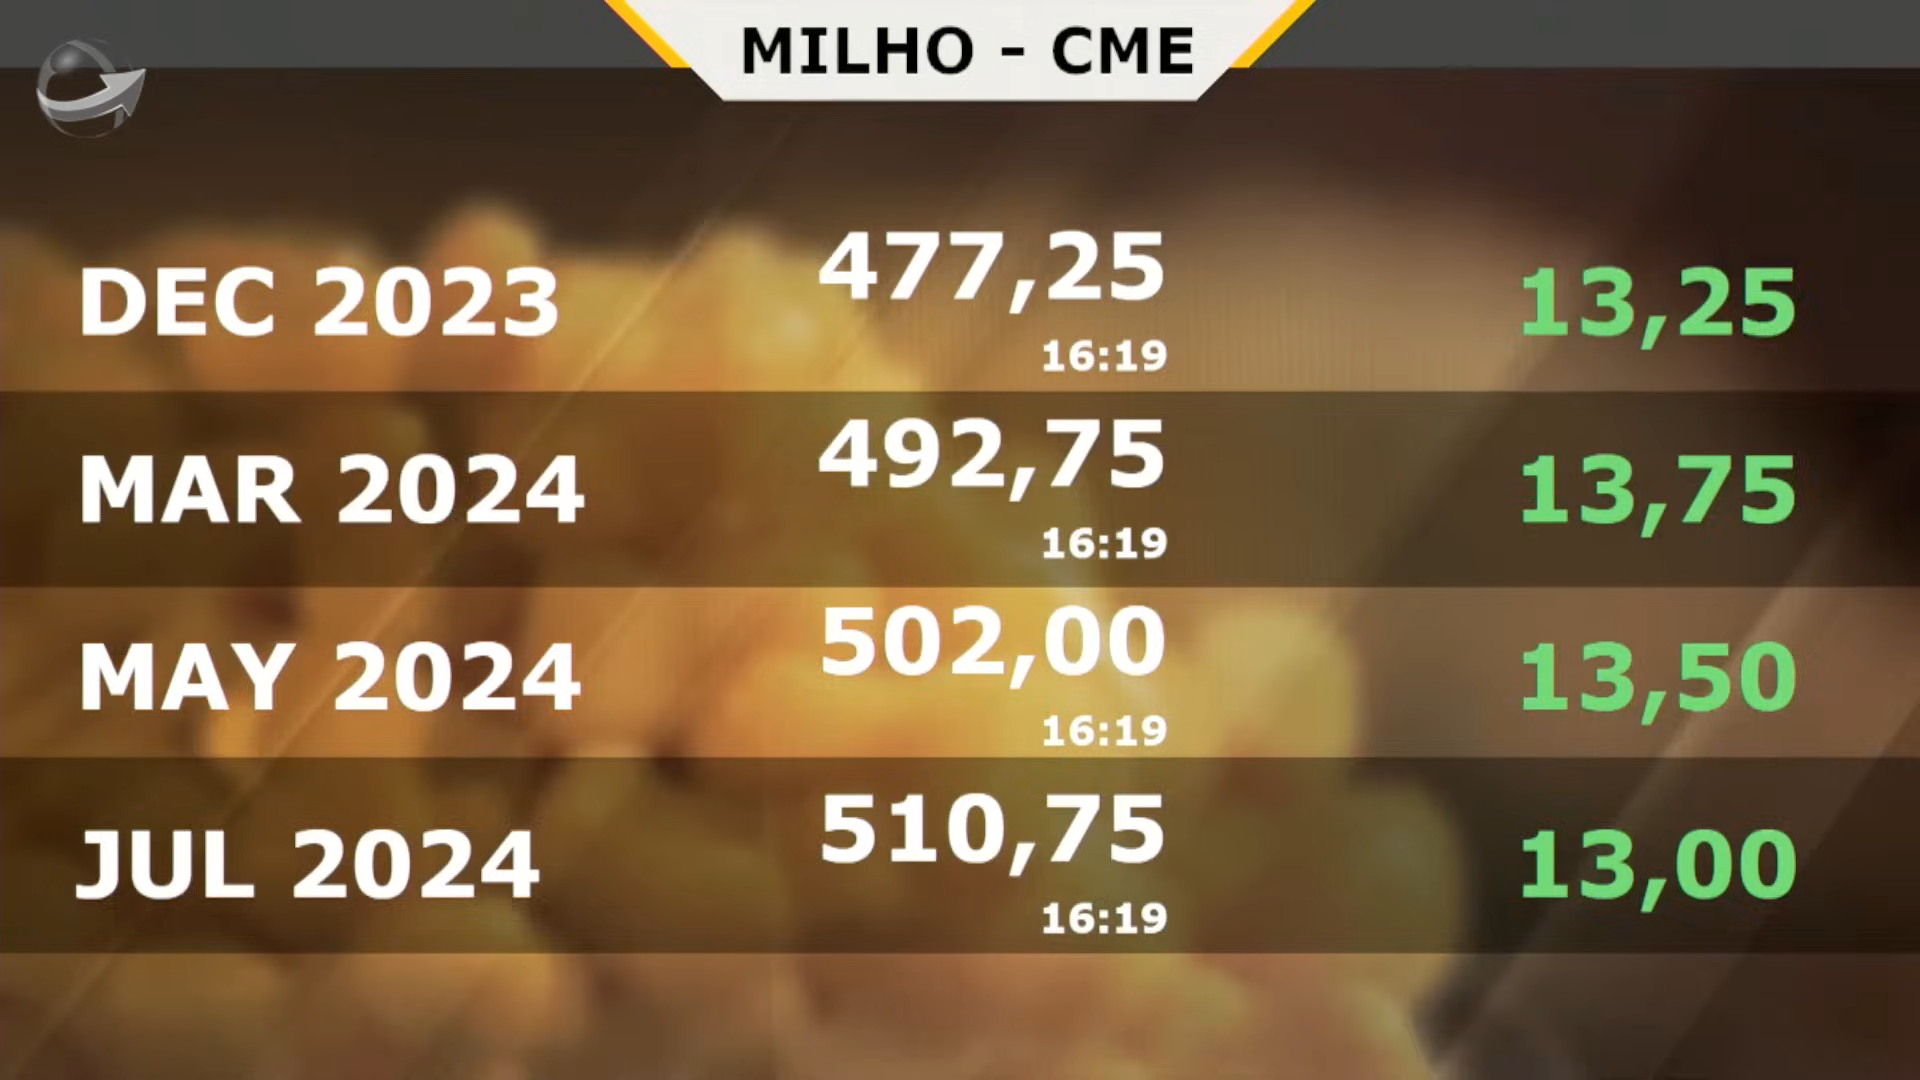 MILHO - CME
DEC 2023 477,25 13,25
16:19
MAR 2024 492,75 13,75
16:19
MAY 2024 502,00 13,50
16:19
JUL 2024 510,75 13,00
16:19